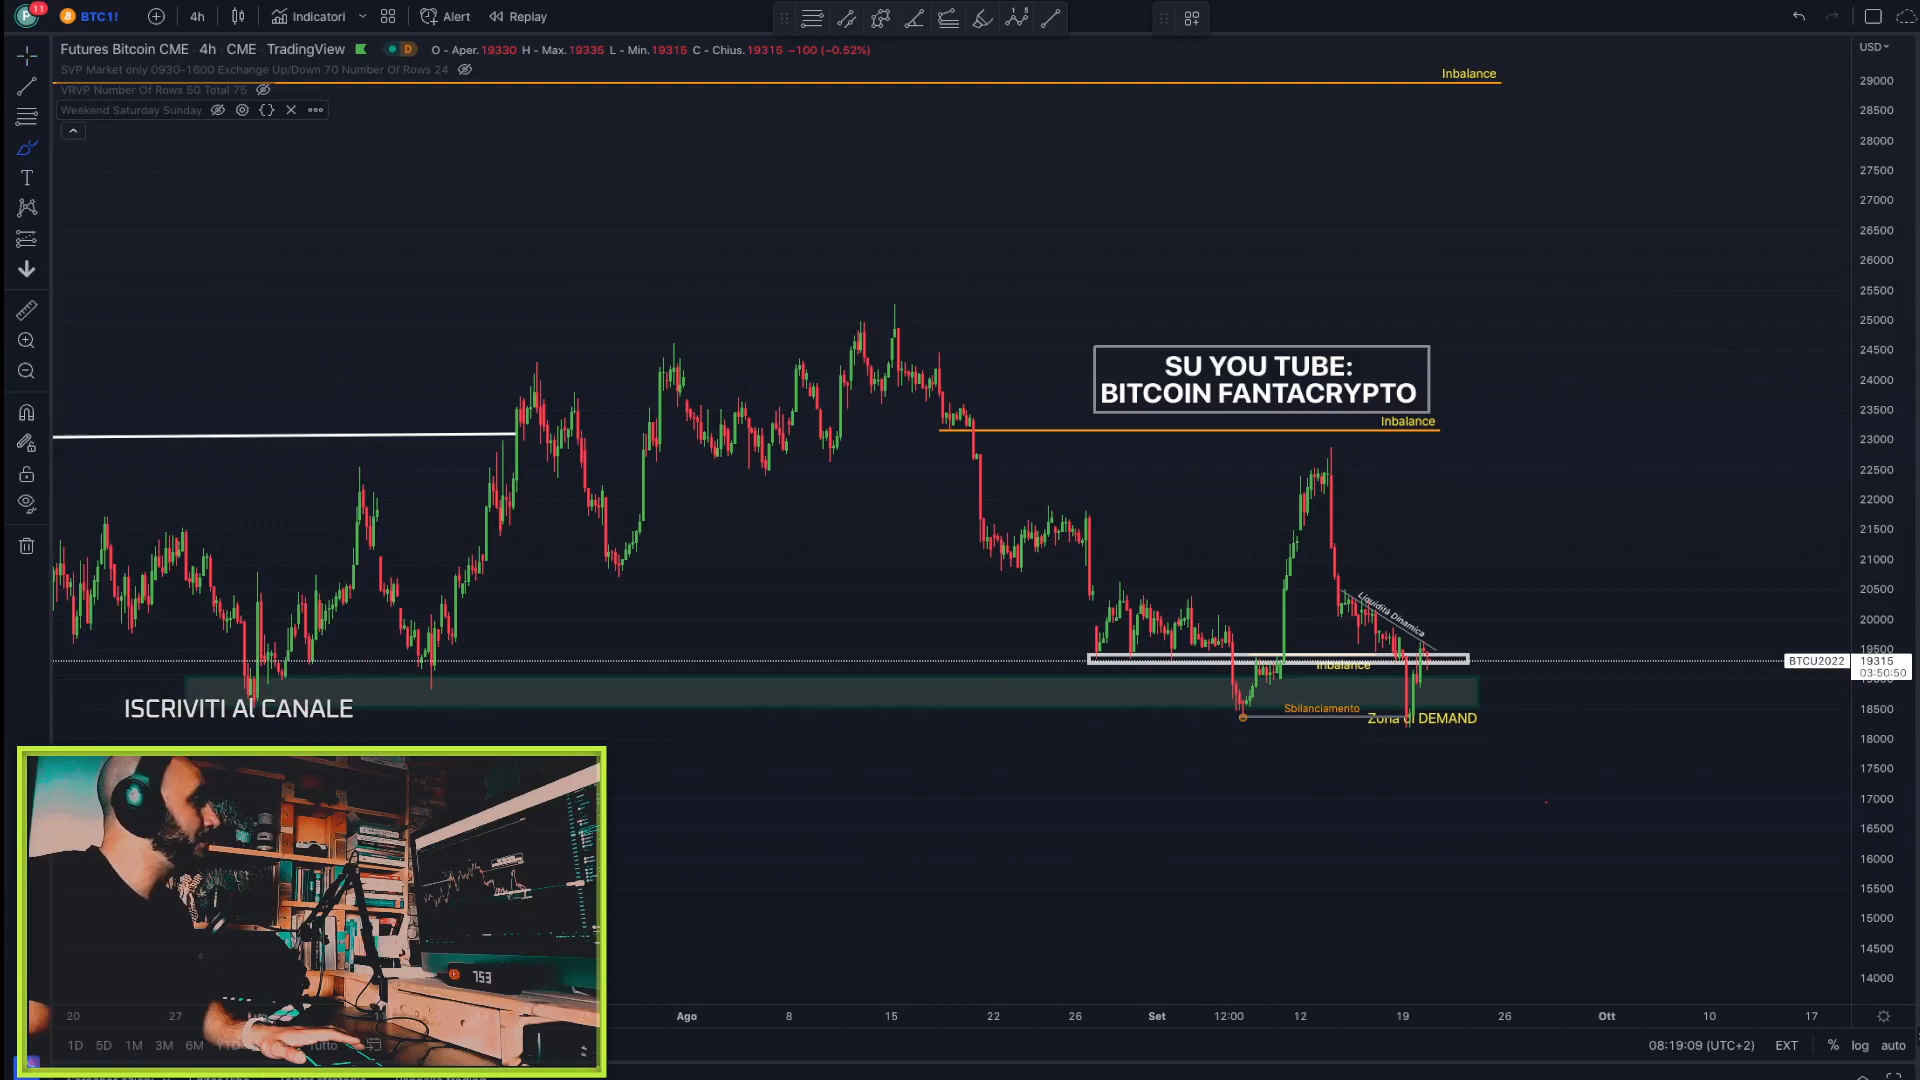 P 11 BTC1! 4h Indicatori Alert Replay
Futures Bitcoin CME 4h CME TradingView D O - Aper. 19330 H - Max. 19335 L - Min. 19315 C - Chius. 19315 −100 (−0.52%)
USD
SVP Market only 0930-1600 Exchange Up/Down 70 Number Of Rows 24
Inbalance
29000
VRVP Number Of Rows 50 Total 75
Weekend Saturday Sunday
28500
28000
27500
27000
26500
26000
25500
25000
24500
SU YOU TUBE:
BITCOIN FANTACRYPTO
24000
23500
Inbalance
23000
22500
22000
21500
21000
20500
Liquidità Dinamica
20000
19500
BTCU2022 19315
Inbalance
03:50:50
18500
ISCRIVITI Al CANALE
Sbilanciamento
Zona di DEMAND
18000
17500
17000
16500
16000
15500
15000
14500
14000
753
20 27 11 Ago 8 15 22 26 Set 12:00 12 19 26 Ott 10 17
1D 5D 1M 3M 6M YTD Tutto 08:19:09 (UTC+2) EXT % log auto